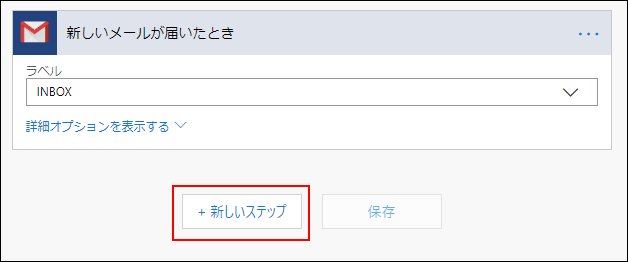 新しいメールが届いたとき
ラベル
INBOX
詳細オプションを表示する
+ 新しいステップ
保存